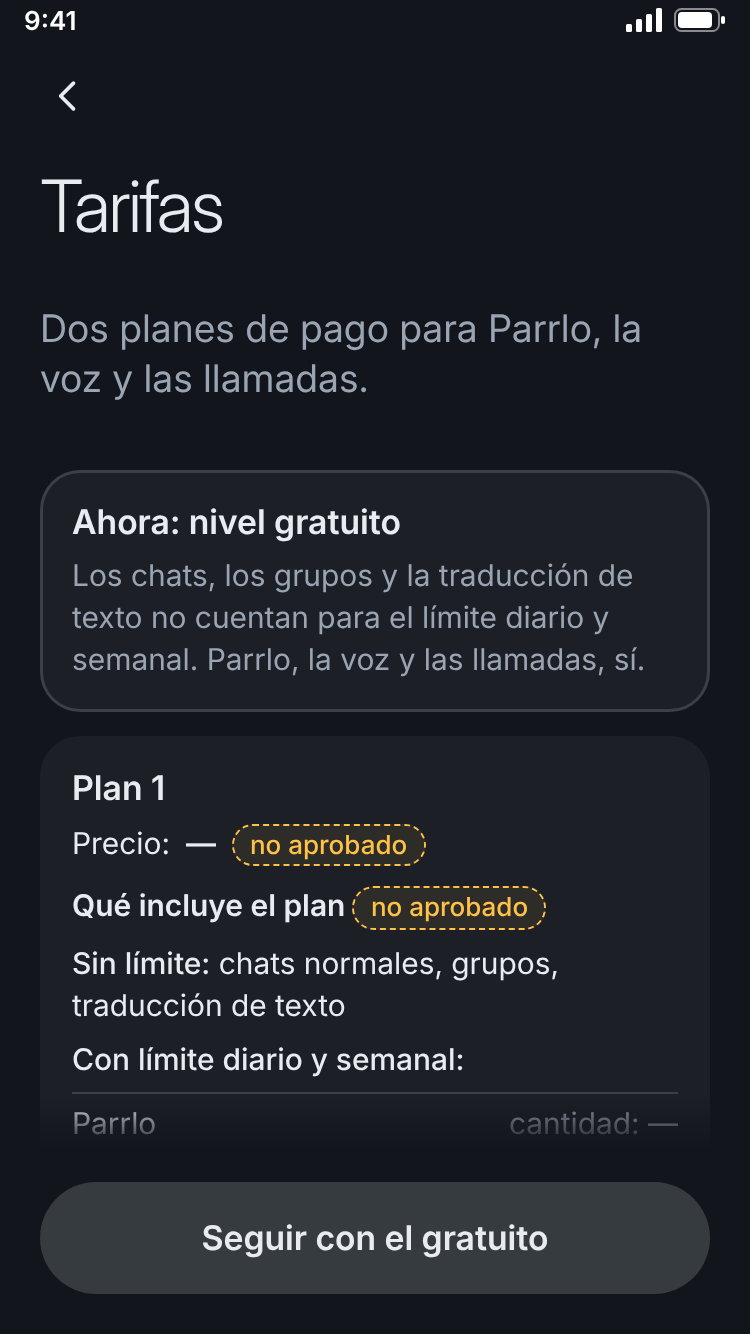 9:41
Tarifas
Dos planes de pago para Parrlo, la
voz y las llamadas.
Ahora: nivel gratuito
Los chats, los grupos y la traducción de
texto no cuentan para el límite diario y
semanal. Parrlo, la voz y las llamadas, sí.
Plan 1
Precio: — no aprobado
Qué incluye el plan no aprobado
Sin límite: chats normales, grupos,
traducción de texto
Con límite diario y semanal:
Parrlo cantidad: —
Seguir con el gratuito